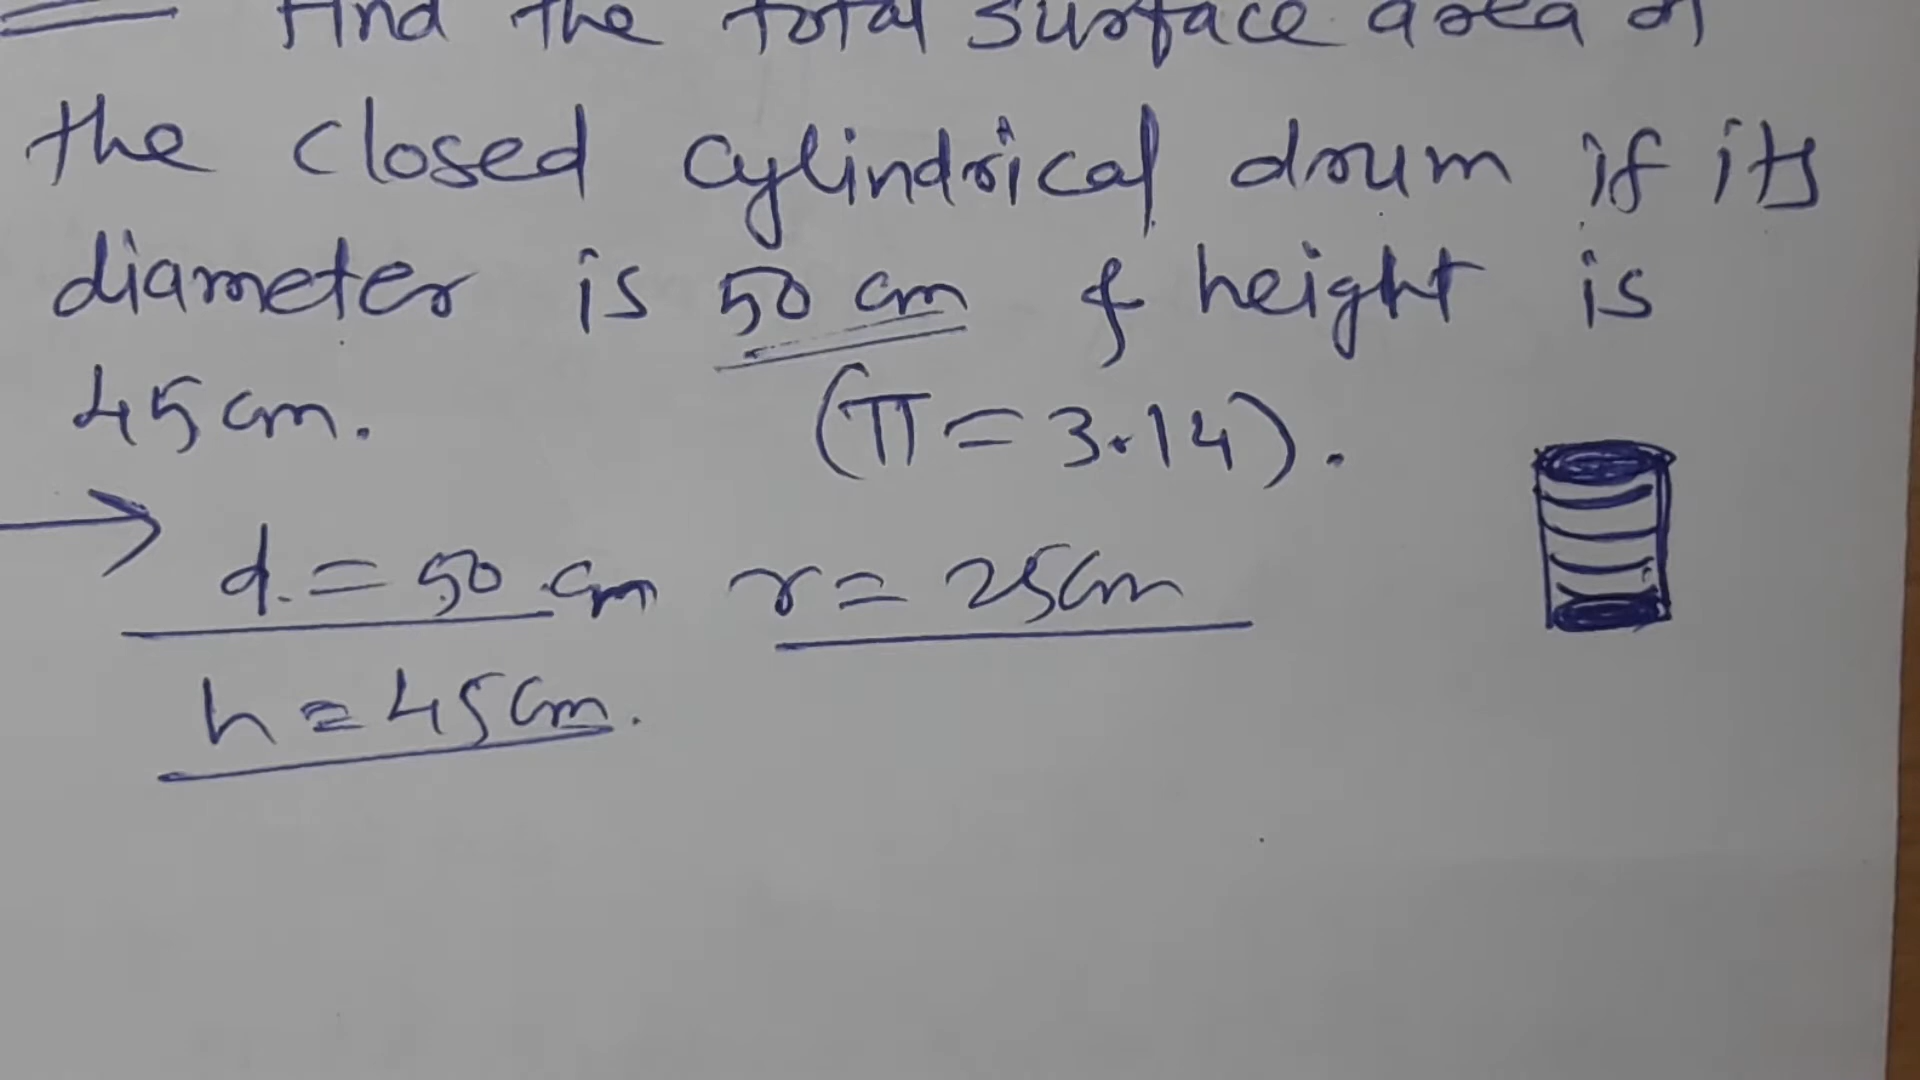 Find the total surface area of
the closed cylindrical drum if its
diameter is 50 cm & height is
45 cm. (π = 3.14).
→ d. = 50 cm r = 25 cm
h = 45 cm.